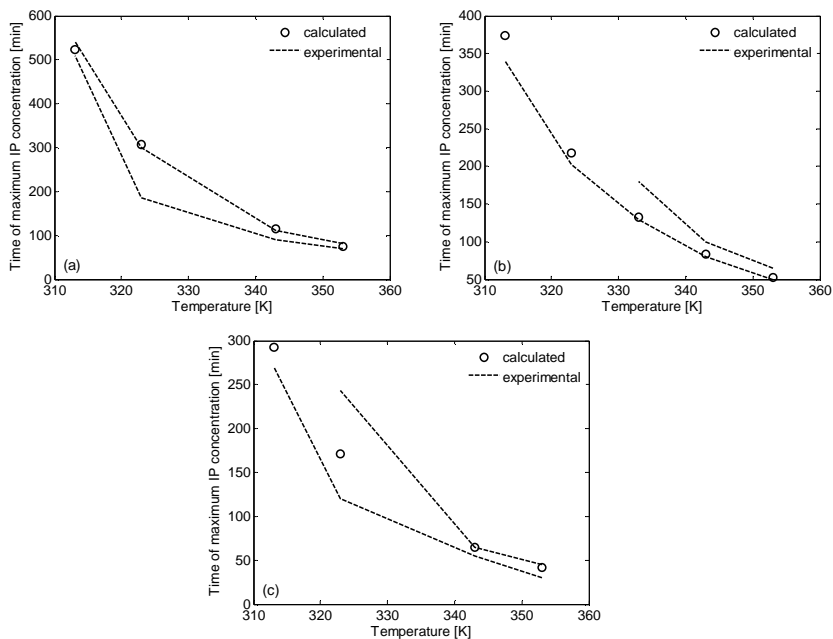 600
500
400
300
200
100
0
310 320 330 340 350 360
Time of maximum IP concentration [min]
Temperature [K]
calculated
experimental
(a)
400
350
300
250
200
150
100
50
310 320 330 340 350 360
Time of maximum IP concentration [min]
Temperature [K]
calculated
experimental
(b)
300
250
200
150
100
50
0
310 320 330 340 350 360
Time of maximum IP concentration [min]
Temperature [K]
calculated
experimental
(c)